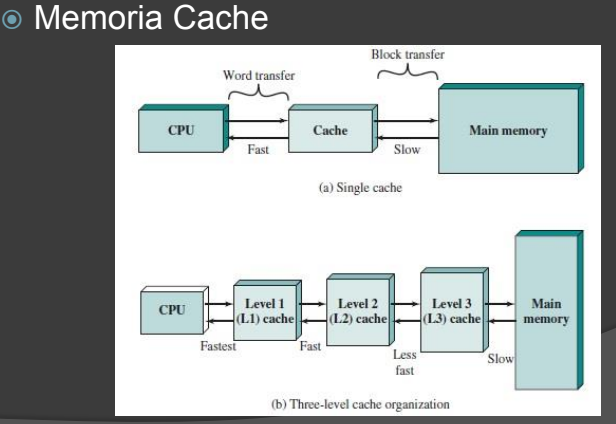 Memoria Cache
Block transfer
Word transfer
CPU
Cache
Main memory
Fast
Slow
(a) Single cache
CPU
Level 1
(L1) cache
Level 2
(L2) cache
Level 3
(L3) cache
Main
memory
Fastest
Fast
Less
fast
Slow
(b) Three-level cache organization